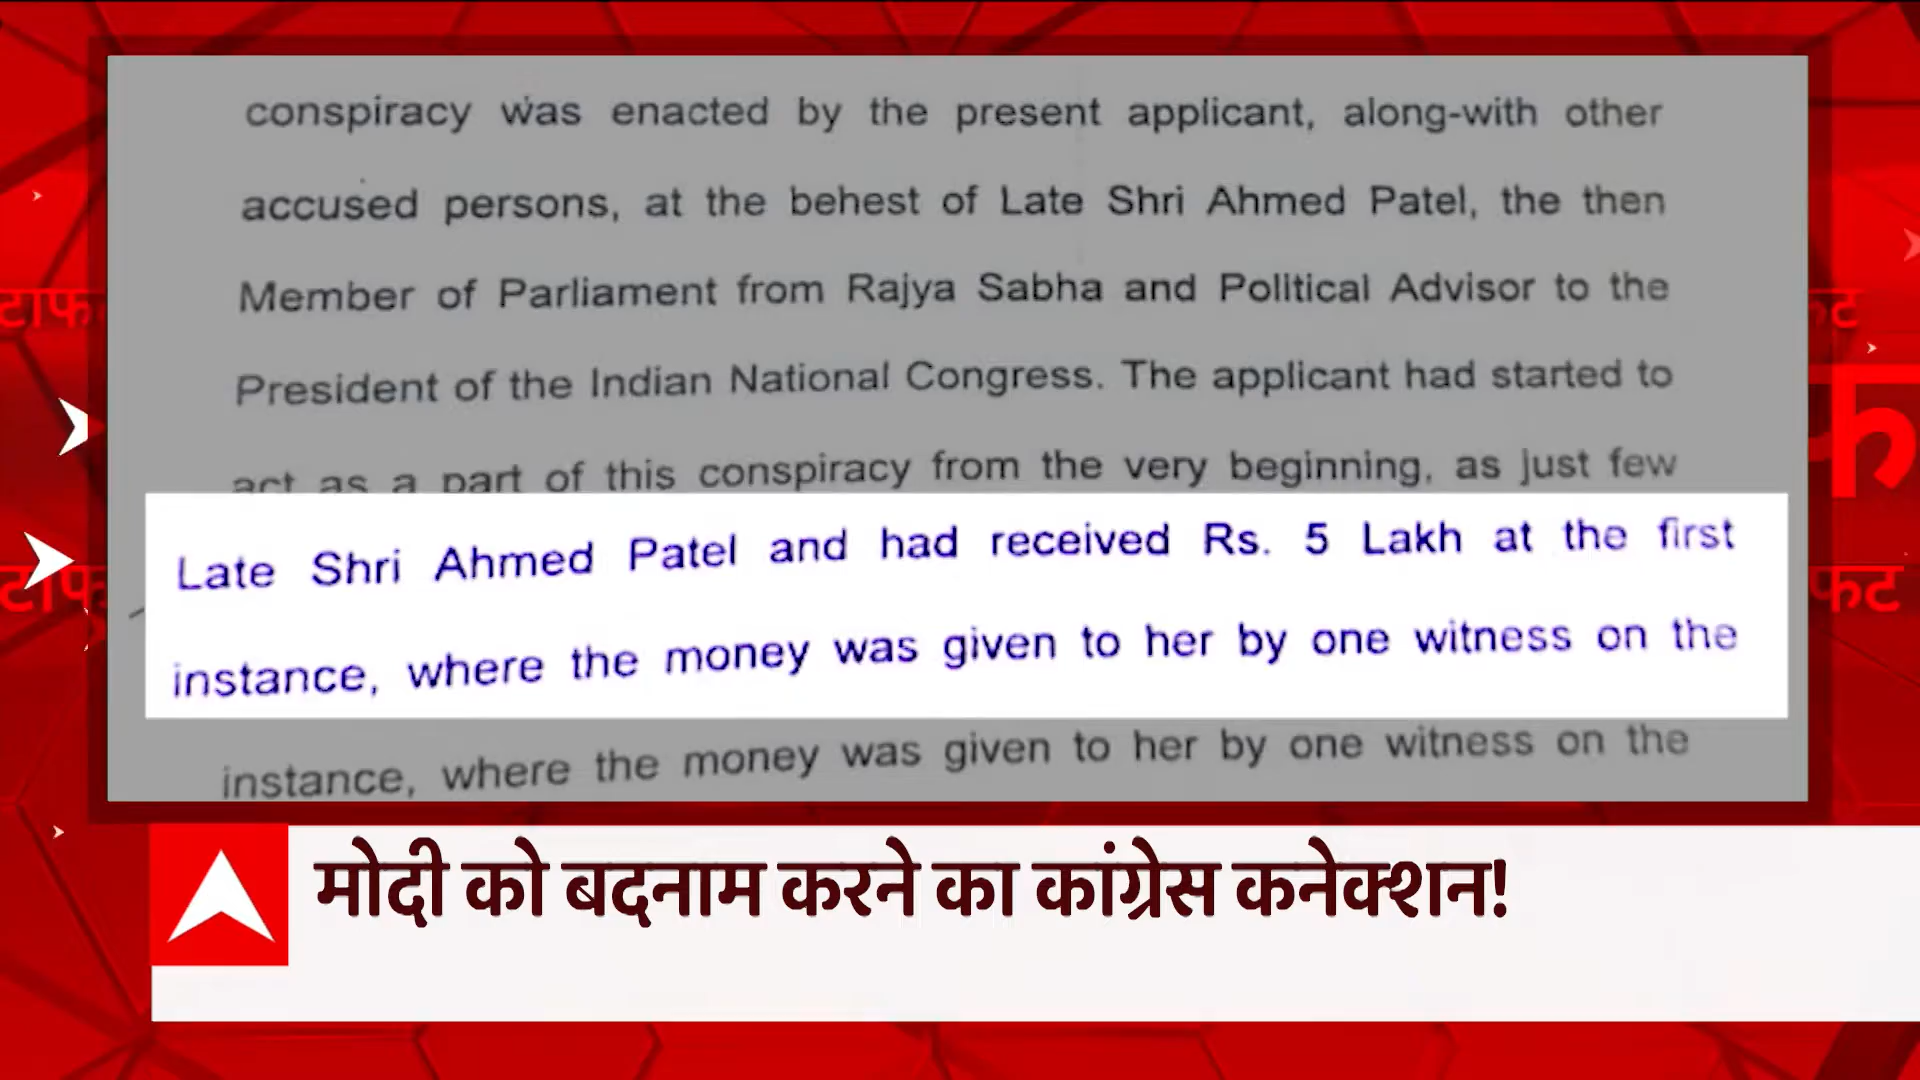 conspiracy was enacted by the present applicant, along-with other
accused persons, at the behest of Late Shri Ahmed Patel, the then
Member of Parliament from Rajya Sabha and Political Advisor to the
President of the Indian National Congress. The applicant had started to
act as a part of this conspiracy from the very beginning, as just few
Late Shri Ahmed Patel and had received Rs. 5 Lakh at the first
instance, where the money was given to her by one witness on the
instance, where the money was given to her by one witness on the
मोदी को बदनाम करने का कांग्रेस कनेक्शन!